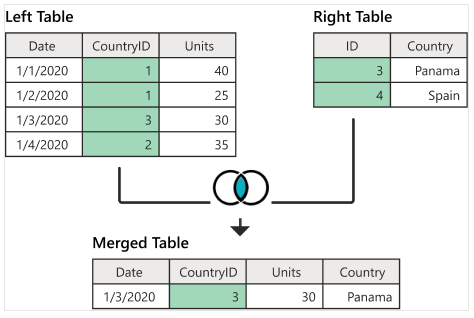 Left Table
Date CountryID Units
1/1/2020 1 40
1/2/2020 1 25
1/3/2020 3 30
1/4/2020 2 35
Right Table
ID Country
3 Panama
4 Spain
Merged Table
Date CountryID Units Country
1/3/2020 3 30 Panama